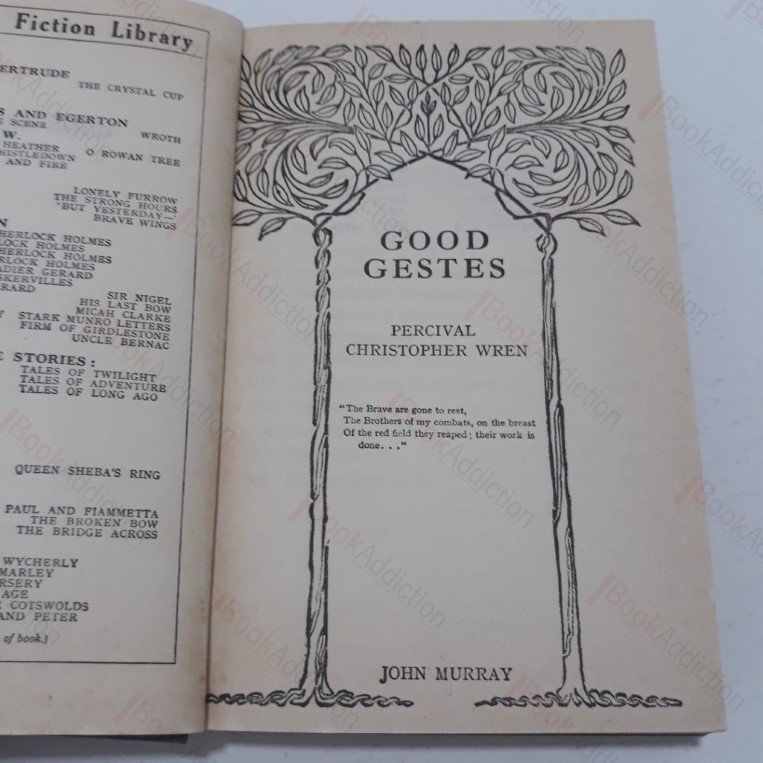 Fiction Library
ERTRUDE
THE CRYSTAL CUP
S AND EGERTON
SCENE
WROTH
W.
HEATHER
O ROWAN TREE
HISTLEDOWN
AND FIRE
LONELY FURROW
THE STRONG HOURS
'BUT YESTERDAY—'
BRAVE WINGS
N
HERLOCK HOLMES
LOCK HOLMES
HERLOCK HOLMES
RLOCK HOLMES
ADIER GERARD
SKERVILLES
RARD
SIR NIGEL
HIS LAST BOW
MICAH CLARKE
Y STARK MUNRO LETTERS
FIRM OF GIRDLESTONE
UNCLE BERNAC
E STORIES:
TALES OF TWILIGHT
TALES OF ADVENTURE
TALES OF LONG AGO
QUEEN SHEBA'S RING
PAUL AND FIAMMETTA
THE BROKEN BOW
THE BRIDGE ACROSS
WYCHERLY
MARLEY
RSERY
AGE
COTSWOLDS
AND PETER
of book.)
GOOD
GESTES
PERCIVAL
CHRISTOPHER WREN
"The Brave are gone to rest,
The Brothers of my combats, on the breast
Of the red field they reaped; their work is
done. . ."
JOHN MURRAY
BookAddiction